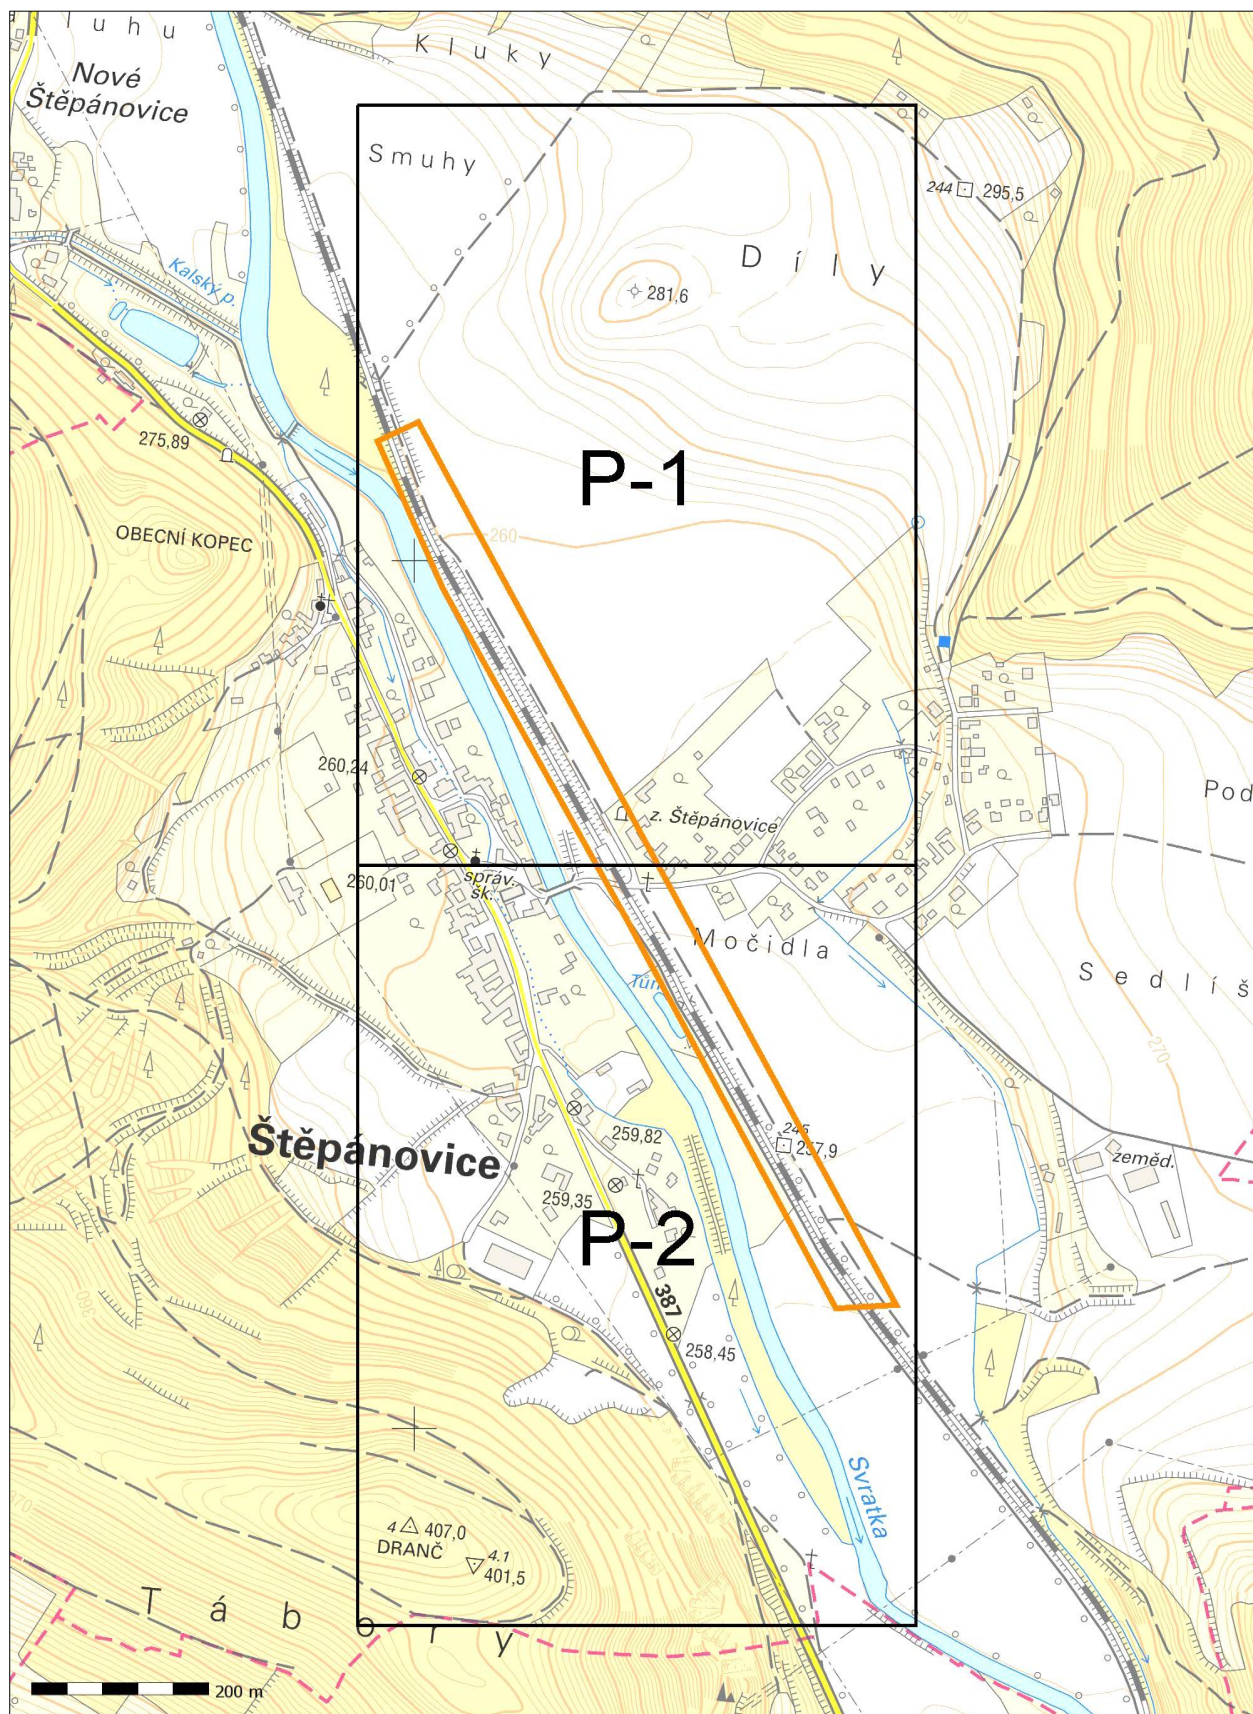 luhu
Kluky
Nové
Štěpánovice
Smuhy
244
295,5
Díly
Kalský p.
281,6
275,89
P-1
OBECNÍ KOPEC
260
260,24
Pod
z. Štěpánovice
260,01
správ.
šk.
Močidla
Tůň
Sedlíš
270
Štěpánovice
259,82
245
257,9
zeměd.
259,35
P-2
387
360
258,45
Svratka
4
407,0
DRANČ
4.1
401,5
Tábory
200 m